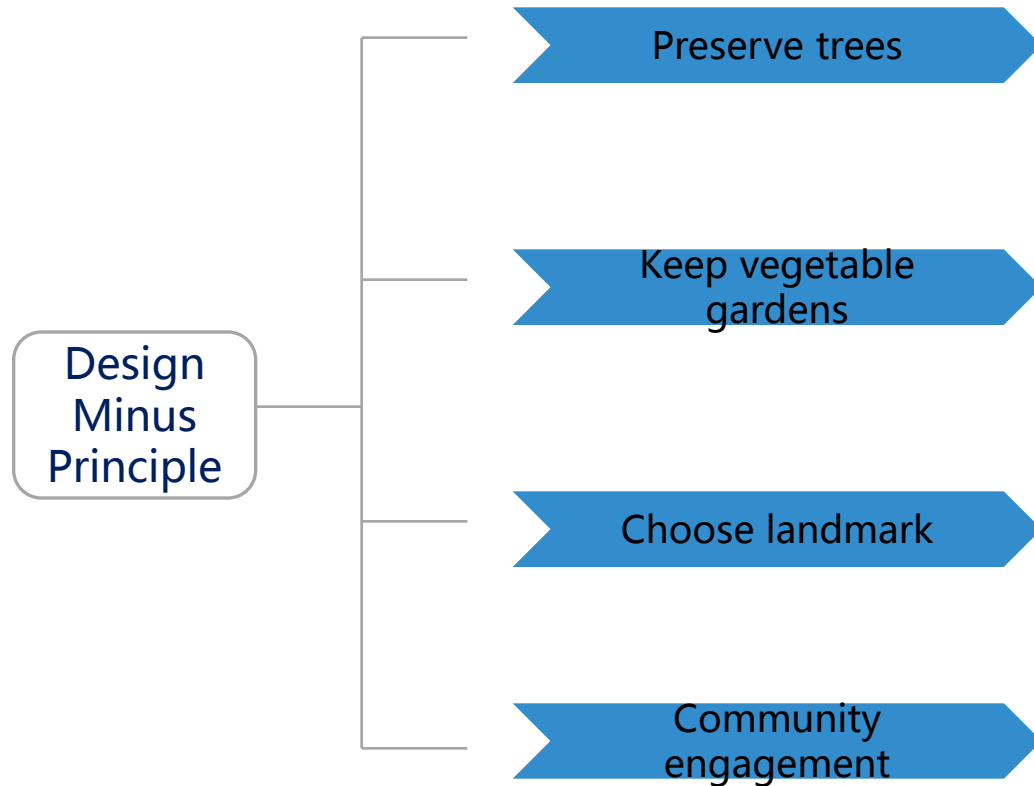 Preserve trees
Keep vegetable
gardens
Design
Minus
Principle
Choose landmark
Community
engagement